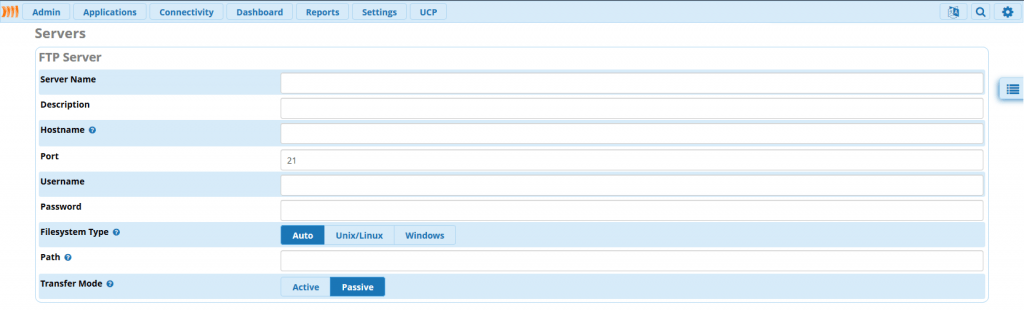 Admin Applications Connectivity Dashboard Reports Settings UCP
Servers
FTP Server
Server Name
Description
Hostname
Port 21
Username
Password
Filesystem Type Auto Unix/Linux Windows
Path
Transfer Mode Active Passive